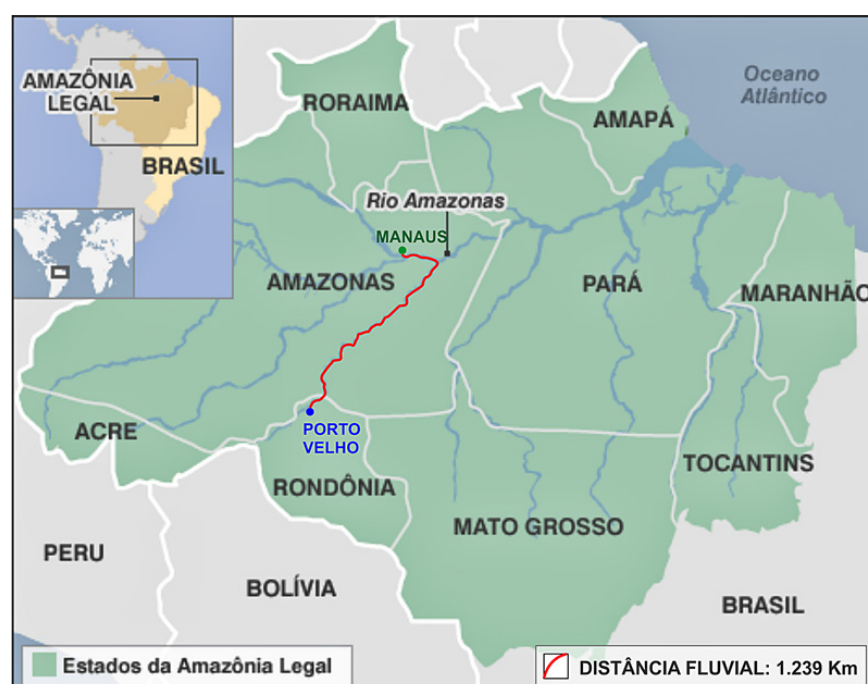 AMAZÔNIA
LEGAL
BRASIL
RORAIMA
AMAPÁ
Oceano
Atlântico
Rio Amazonas
MANAUS
AMAZONAS
PARÁ
MARANHÃO
ACRE
PORTO
VELHO
RONDÔNIA
TOCANTINS
MATO GROSSO
PERU
BOLÍVIA
BRASIL
Estados da Amazônia Legal
DISTÂNCIA FLUVIAL: 1.239 Km